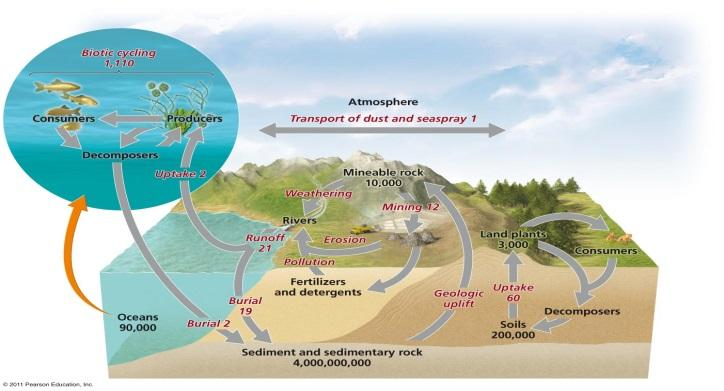 Biotic cycling
1,110
Consumers
Producers
Decomposers
Uptake 2
Atmosphere
Transport of dust and seaspray 1
Mineable rock
10,000
Weathering
Mining 12
Rivers
Runoff
21
Erosion
Pollution
Land plants
3,000
Consumers
Fertilizers
and detergents
Geologic
uplift
Uptake
60
Burial
19
Decomposers
Oceans
90,000
Burial 2
Soils
200,000
Sediment and sedimentary rock
4,000,000,000
© 2011 Pearson Education, Inc.